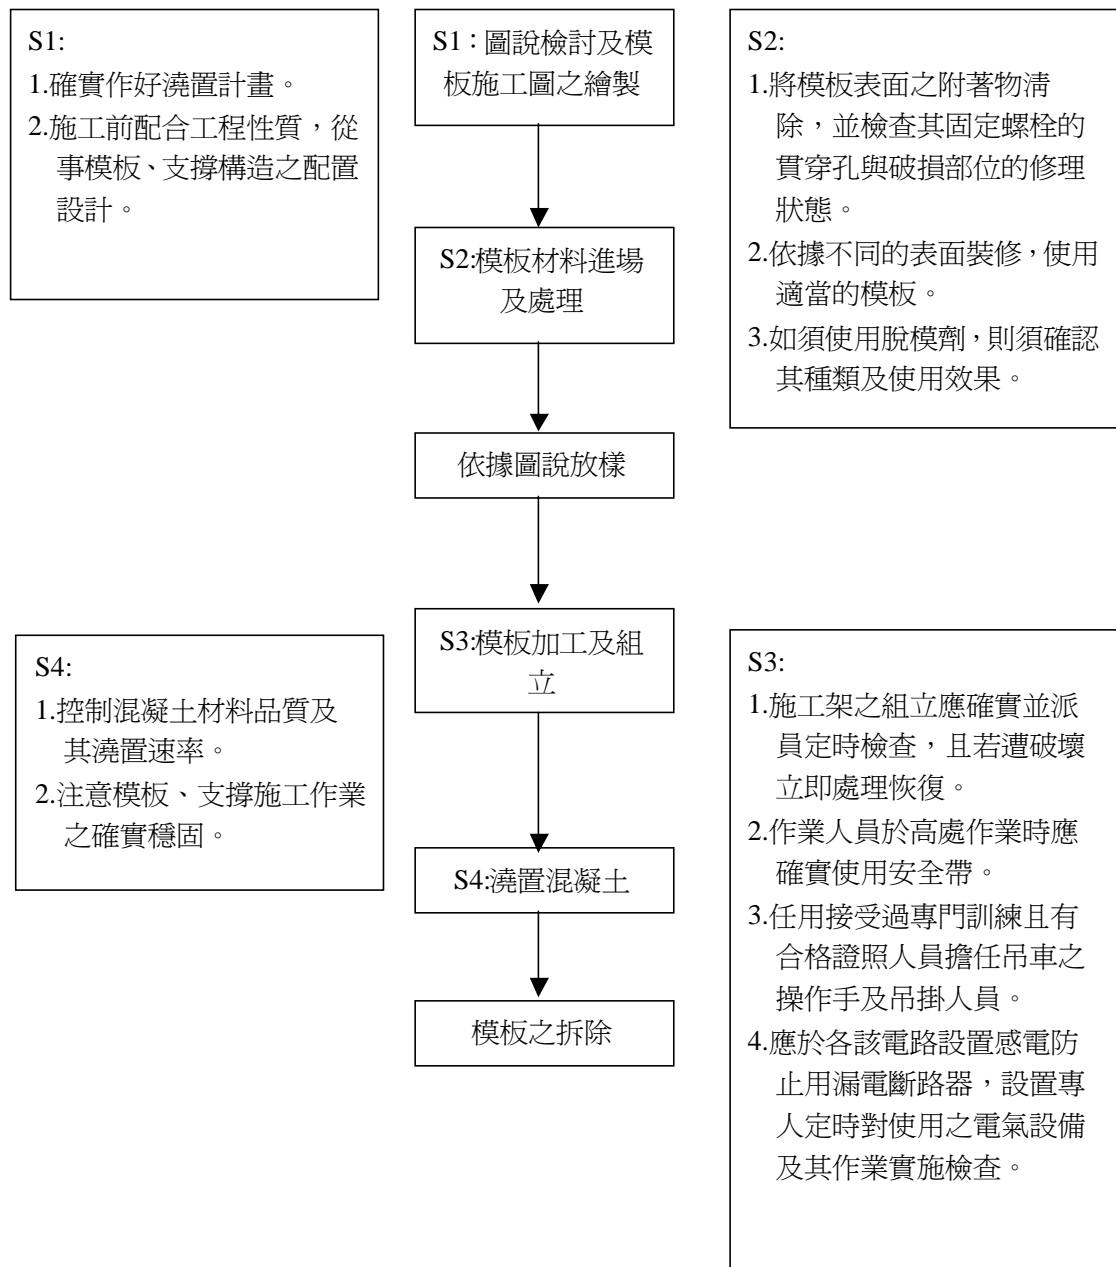 S1:
1.確實作好澆置計畫。
2.施工前配合工程性質，從
事模板、支撐構造之配置
設計。
S1：圖說檢討及模
板施工圖之繪製
S2:
1.將模板表面之附著物清
除，並檢查其固定螺栓的
貫穿孔與破損部位的修理
狀態。
2.依據不同的表面裝修，使用
適當的模板。
3.如須使用脫模劑，則須確認
其種類及使用效果。
S2:模板材料進場
及處理
依據圖說放樣
S3:模板加工及組
立
S4:
1.控制混凝土材料品質及
其澆置速率。
2.注意模板、支撐施工作業
之確實穩固。
S3:
1.施工架之組立應確實並派
員定時檢查，且若遭破壞
立即處理恢復。
2.作業人員於高處作業時應
確實使用安全帶。
3.任用接受過專門訓練且有
合格證照人員擔任吊車之
操作手及吊掛人員。
4.應於各該電路設置感電防
止用漏電斷路器，設置專
人定時對使用之電氣設備
及其作業實施檢查。
S4:澆置混凝土
模板之拆除